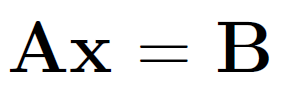 Ax = B